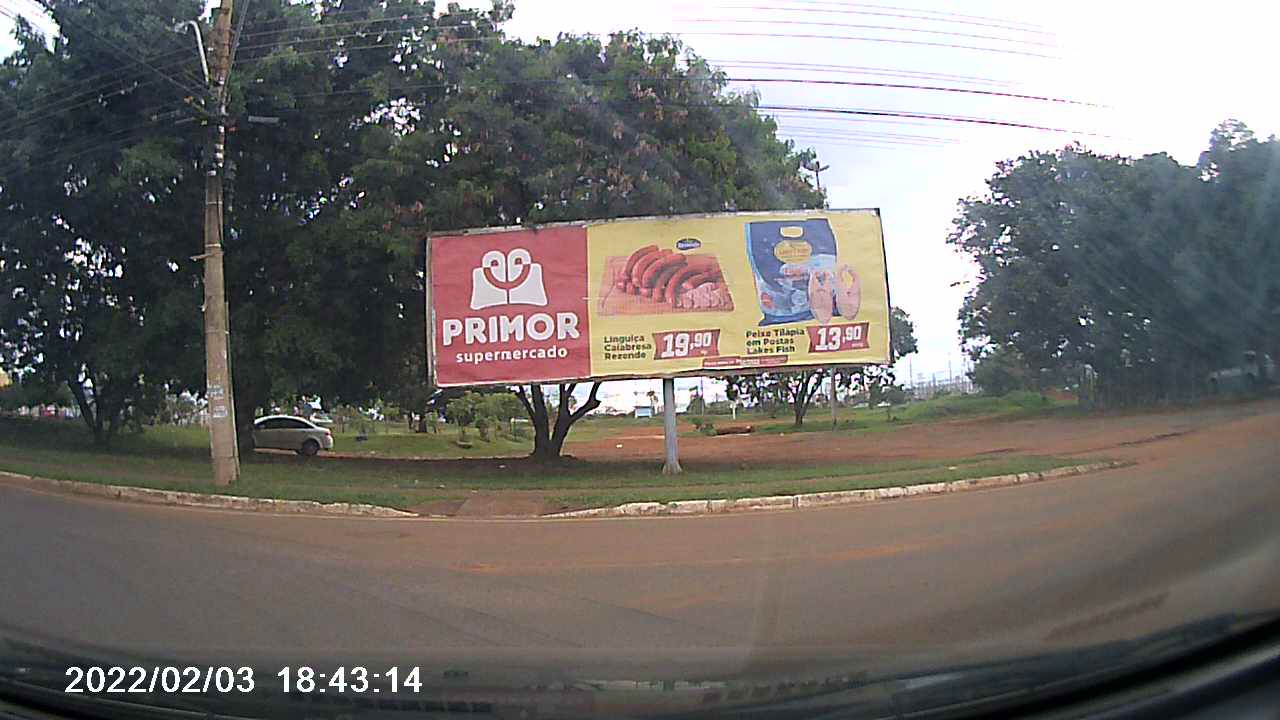 PRIMOR
supermercado
Linguiça
Calabresa
Rezende
19,90
Peixe Tilápia
em Postas
Lakes Fish
13,90
2022/02/03 18:43:14